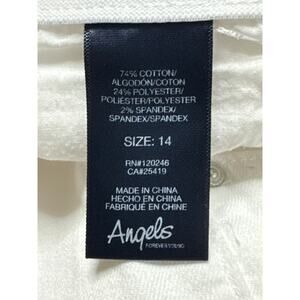 74% COTTON/
ALGODÓN/COTON
24% POLYESTER/
POLIÉSTER/POLYESTER
2% SPANDEX/
SPANDEX/SPANDEX
SIZE: 14
RN#120246
CA#25419
MADE IN CHINA
HECHO EN CHINA
FABRIQUÉ EN CHINE
Angels
FOREVER YOUNG